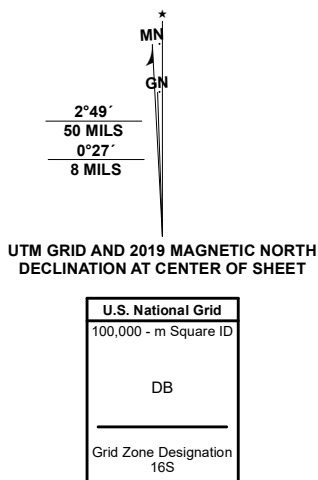 MN
GN
2°49´
50 MILS
0°27´
8 MILS
UTM GRID AND 2019 MAGNETIC NORTH
DECLINATION AT CENTER OF SHEET
U.S. National Grid
100,000 - m Square ID
DB
Grid Zone Designation
16S